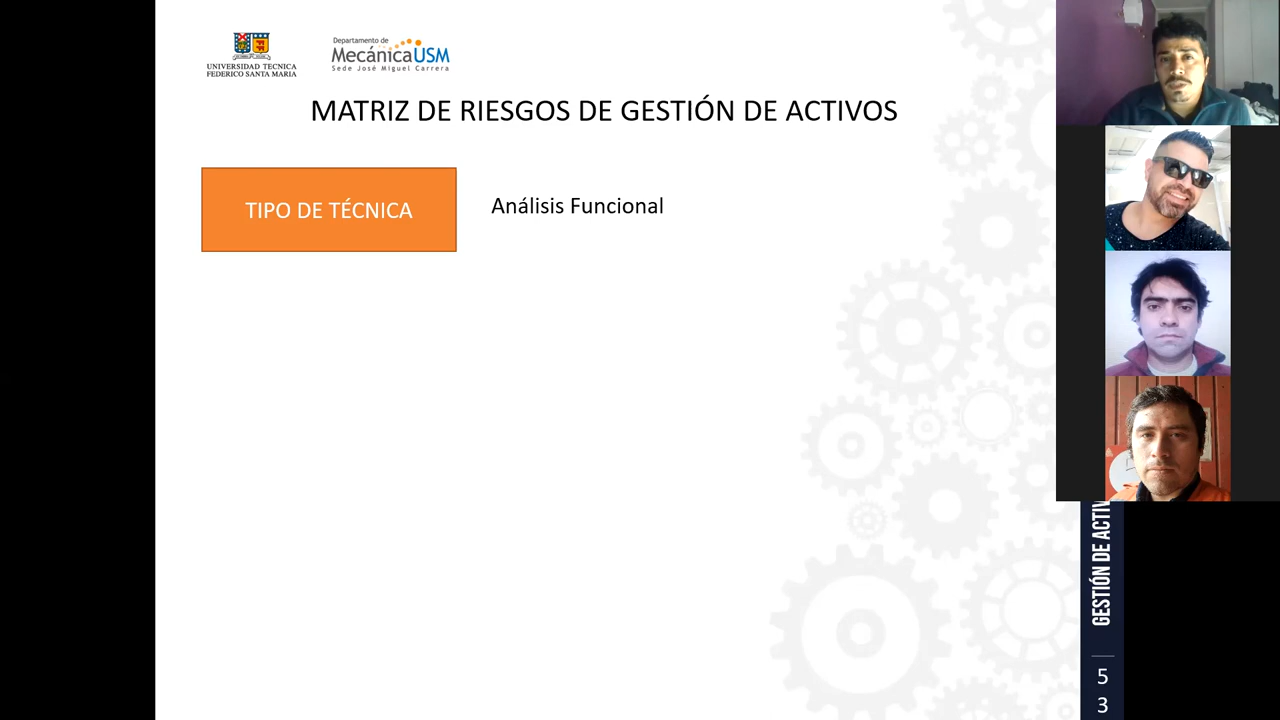 UNIVERSIDAD TECNICA
FEDERICO SANTA MARIA
Departamento de
MecánicaUSM
Sede José Miguel Carrera
MATRIZ DE RIESGOS DE GESTIÓN DE ACTIVOS
TIPO DE TÉCNICA
Análisis Funcional
GESTIÓN DE ACTIV
5
3